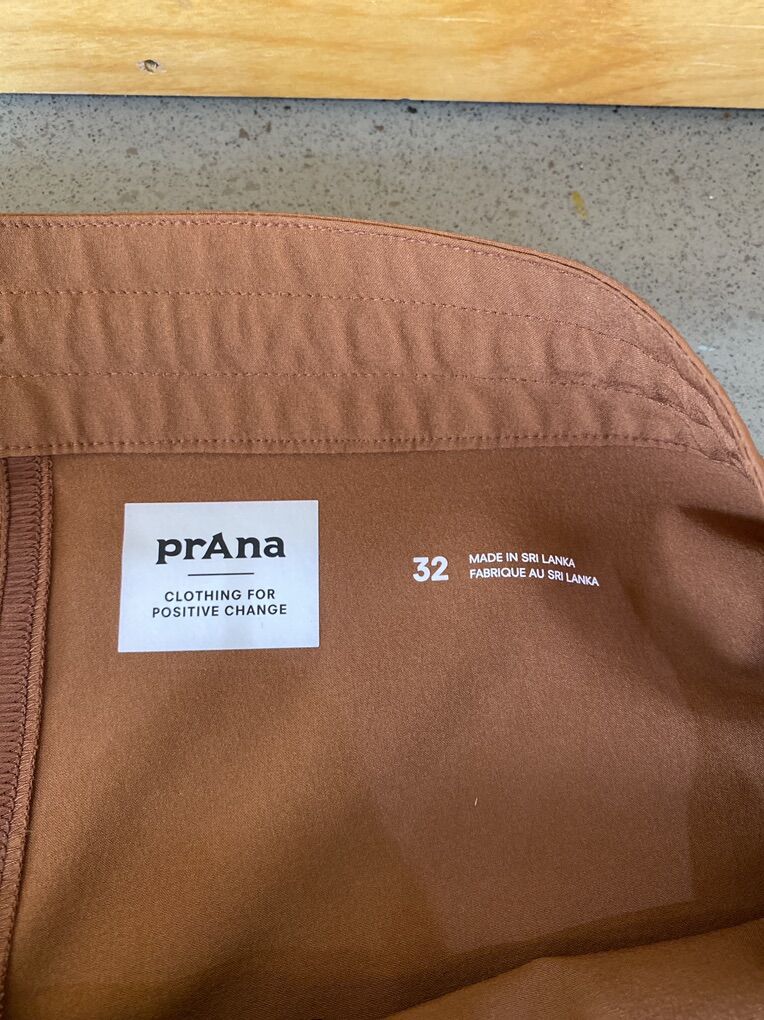 prAna
CLOTHING FOR
POSITIVE CHANGE
32
MADE IN SRI LANKA
FABRIQUE AU SRI LANKA